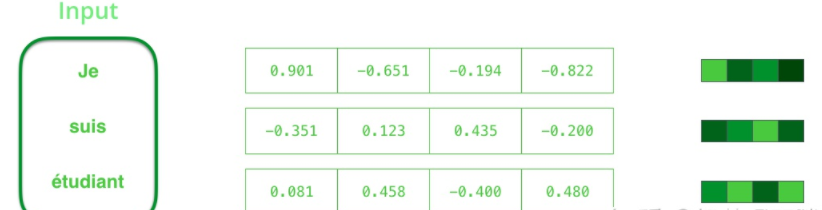 Input
Je 0.901 -0.651 -0.194 -0.822
suis -0.351 0.123 0.435 -0.200
étudiant 0.081 0.458 -0.400 0.480